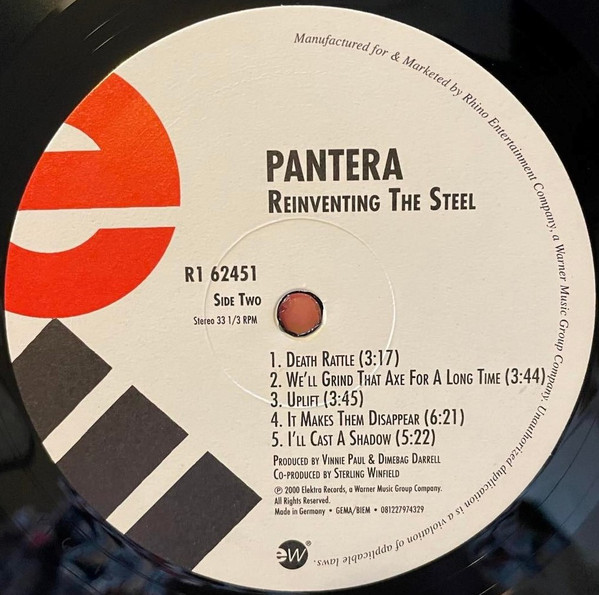 Manufactured for & Marketed by Rhino Entertainment Company, a Warner Music Group Company. Unauthorized duplication is a violation of applicable laws.
PANTERA
REINVENTING THE STEEL
R1 62451
SIDE TWO
Stereo 33 1/3 RPM
1. DEATH RATTLE (3:17)
2. WE'LL GRIND THAT AXE FOR A LONG TIME (3:44)
3. UPLIFT (3:45)
4. IT MAKES THEM DISAPPEAR (6:21)
5. I'LL CAST A SHADOW (5:22)
PRODUCED BY VINNIE PAUL & DIMEBAG DARRELL
CO-PRODUCED BY STERLING WINFIELD
℗ 2000 Elektra Records, a Warner Music Group Company.
All Rights Reserved.
Made in Germany • GEMA/BIEM • 081227974329
ew®